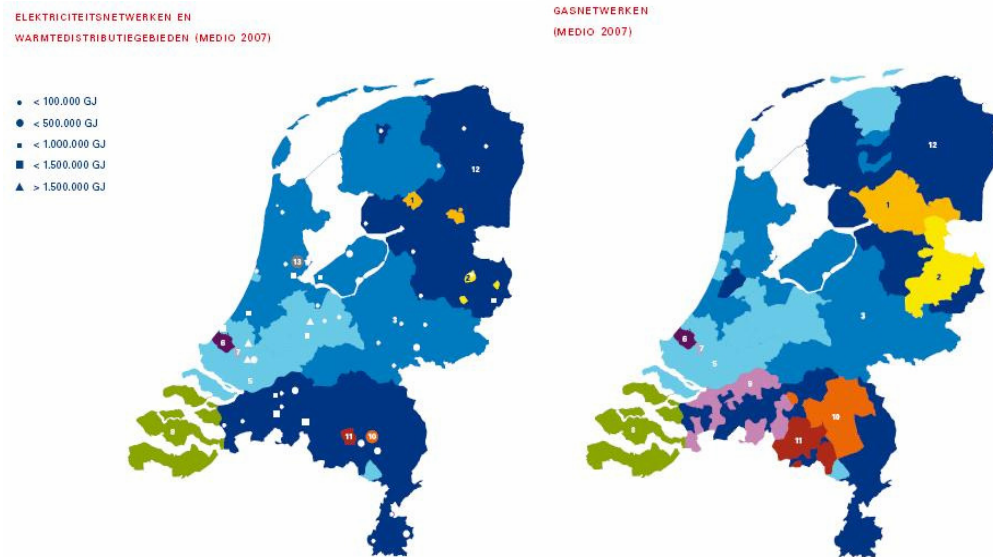 ELEKTRICITEITSNETWERKEN EN
WARMTEDISTRIBUTIEGEBIEDEN (MEDIO 2007)
< 100.000 GJ
< 500.000 GJ
< 1.000.000 GJ
< 1.500.000 GJ
> 1.500.000 GJ
12
1
13
2
3
6
7
5
8
11
10
GASNETWERKEN
(MEDIO 2007)
12
1
2
3
6
7
5
9
8
10
11